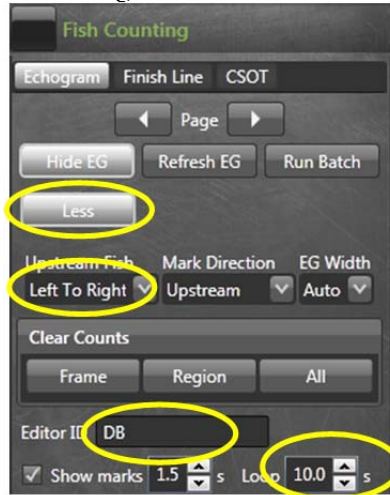 Fish Counting
Echogram Finish Line CSOT
Page
Hide EG Refresh EG Run Batch
Less
Upstream Fish Mark Direction EG Width
Left To Right Upstream Auto
Clear Counts
Frame Region All
Editor ID DB
Show marks 1.5 s Loop 10.0 s